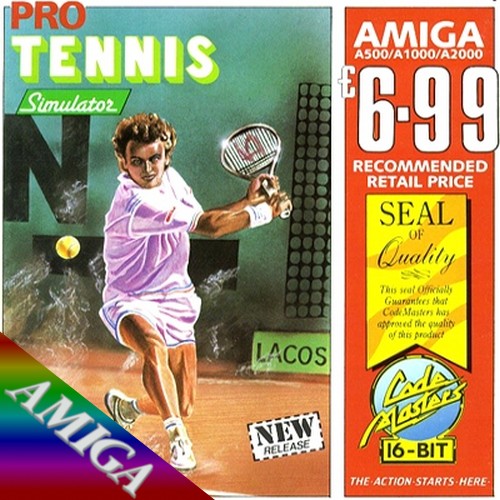 PRO
TENNIS
Simulator
LACOS
NEW
RELEASE
AMIGA
AMIGA
A500/A1000/A2000
£6·99
RECOMMENDED
RETAIL PRICE
SEAL
OF
Quality
This seal Officially
Guarantees that
CodeMasters has
approved the quality
of this product
Code
Masters
16-BIT
THE·ACTION·STARTS·HERE·